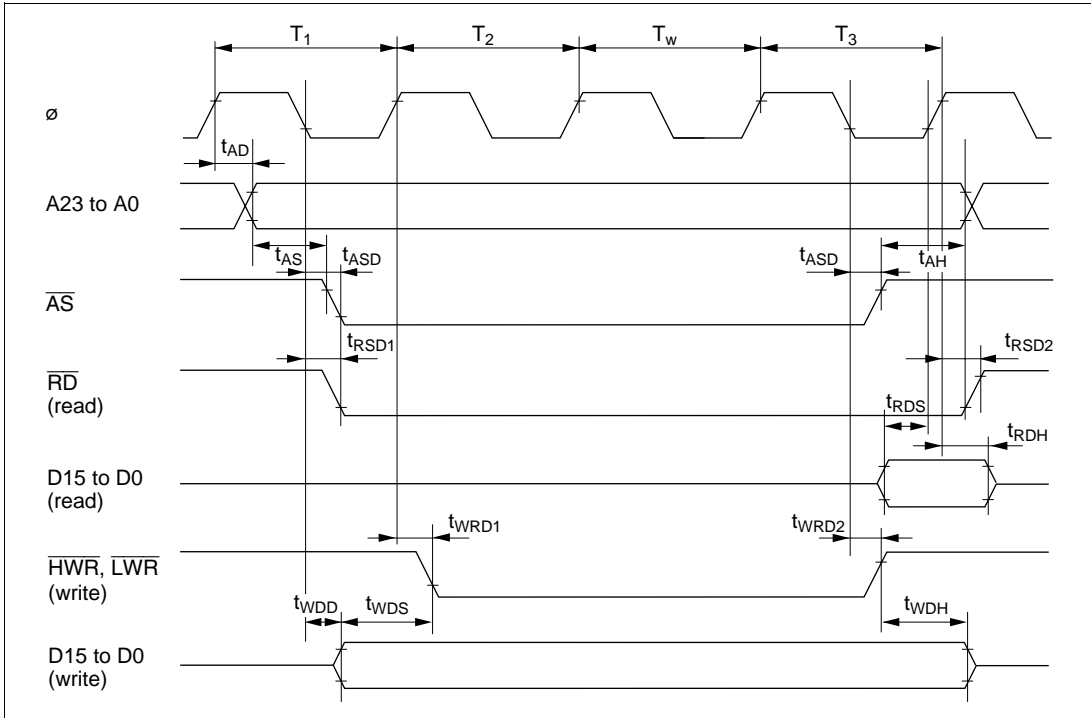 T1 T2 Tw T3
ø
tAD
A23 to A0
tAS tASD tASD tAH
AS
tRSD1 tRSD2
RD
(read)
tRDS
tRDH
D15 to D0
(read)
tWRD1 tWRD2
HWR, LWR
(write)
tWDD tWDS tWDH
D15 to D0
(write)